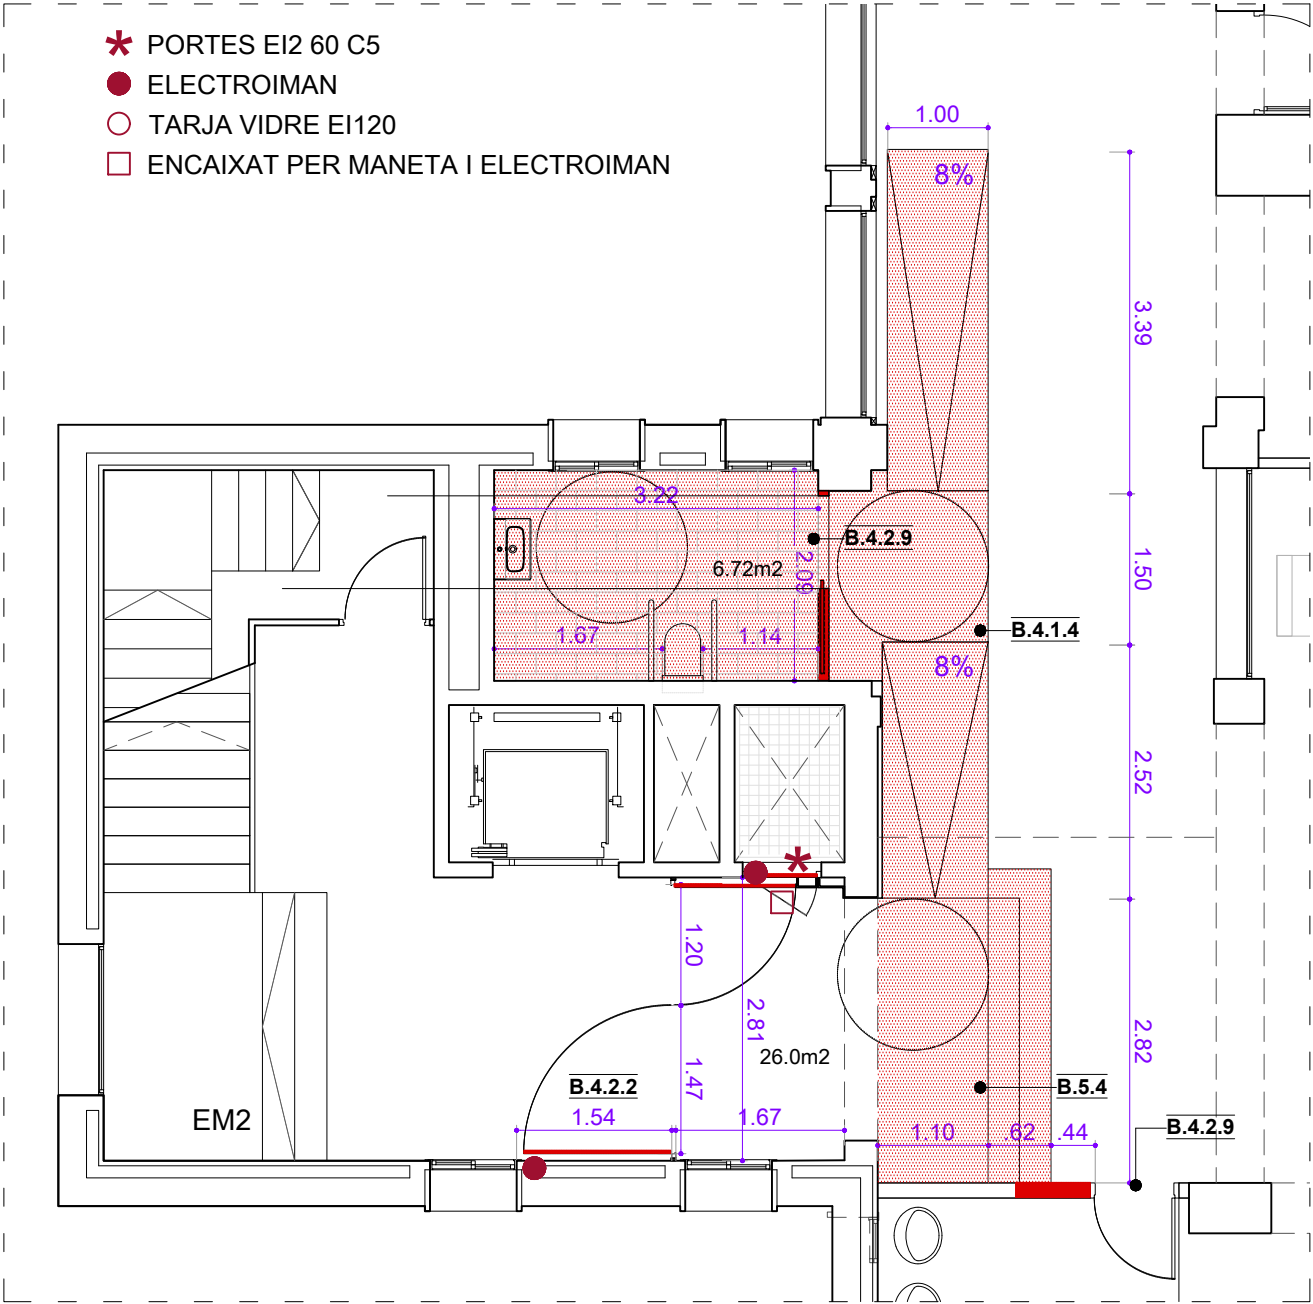 PORTES EI2 60 C5
ELECTROIMAN
TARJA VIDRE EI120
ENCAIXAT PER MANETA I ELECTROIMAN
1.00
8%
3.39
3.22
B.4.2.9
6.72m2
2.09
1.50
1.67
1.14
B.4.1.4
8%
2.52
1.20
2.81
26.0m2
2.82
1.47
B.4.2.2
B.5.4
EM2
1.54
1.67
1.10
.62
.44
B.4.2.9